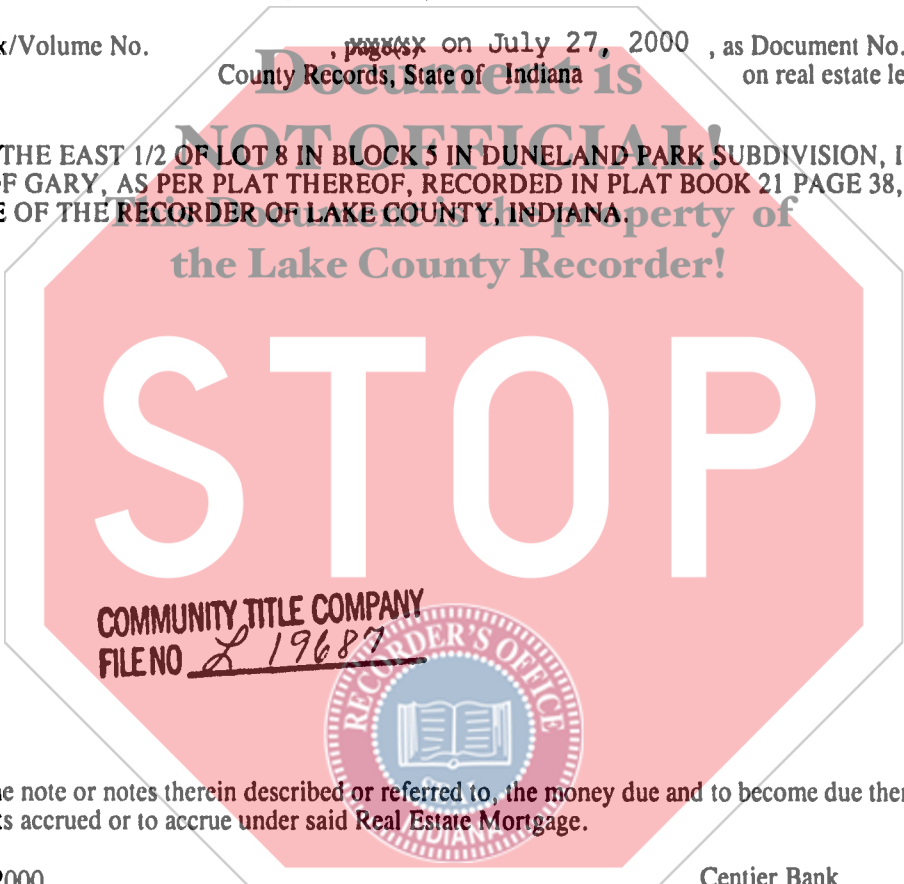 x/Volume No. , page(s) on July 27, 2000 , as Document No.
County Records, State of Indiana on real estate le
Document is
NOT OFFICIAL!
This Document is the property of
the Lake County Recorder!
THE EAST 1/2 OF LOT 8 IN BLOCK 5 IN DUNELAND PARK SUBDIVISION, I
F GARY, AS PER PLAT THEREOF, RECORDED IN PLAT BOOK 21 PAGE 38,
E OF THE RECORDER OF LAKE COUNTY, INDIANA.
STOP
COMMUNITY TITLE COMPANY
FILE NO L 19687
RECORDER'S OFFICE
SEAL
INDIANA
e note or notes therein described or referred to, the money due and to become due ther
ts accrued or to accrue under said Real Estate Mortgage.
2000 Centier Bank